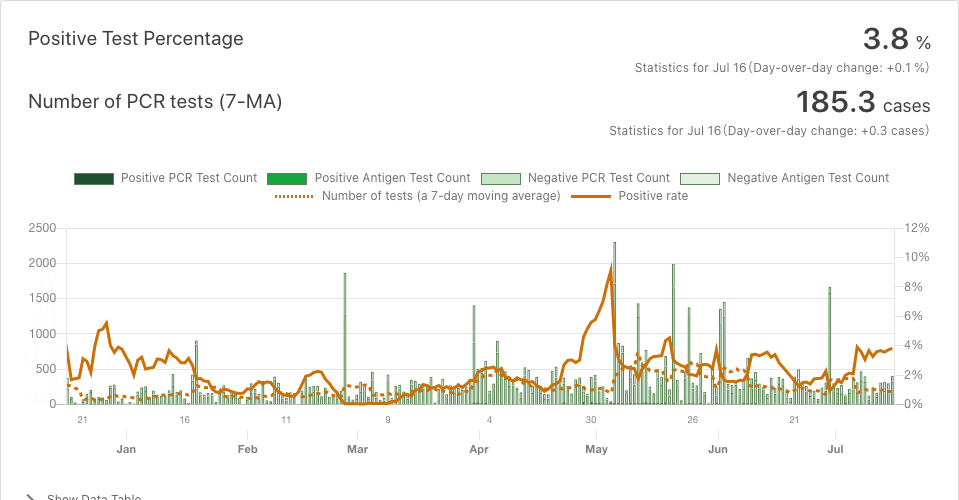 Positive Test Percentage
3.8 %
Statistics for Jul 16(Day-over-day change: +0.1 %)
Number of PCR tests (7-MA)
185.3 cases
Statistics for Jul 16(Day-over-day change: +0.3 cases)
Positive PCR Test Count Positive Antigen Test Count Negative PCR Test Count Negative Antigen Test Count
Number of tests (a 7-day moving average) Positive rate
2500 12%
10%
2000
8%
1500
6%
1000
4%
500
2%
0 0%
21 16 11 9 4 30 26 21
Jan Feb Mar Apr May Jun Jul
Show Data Table